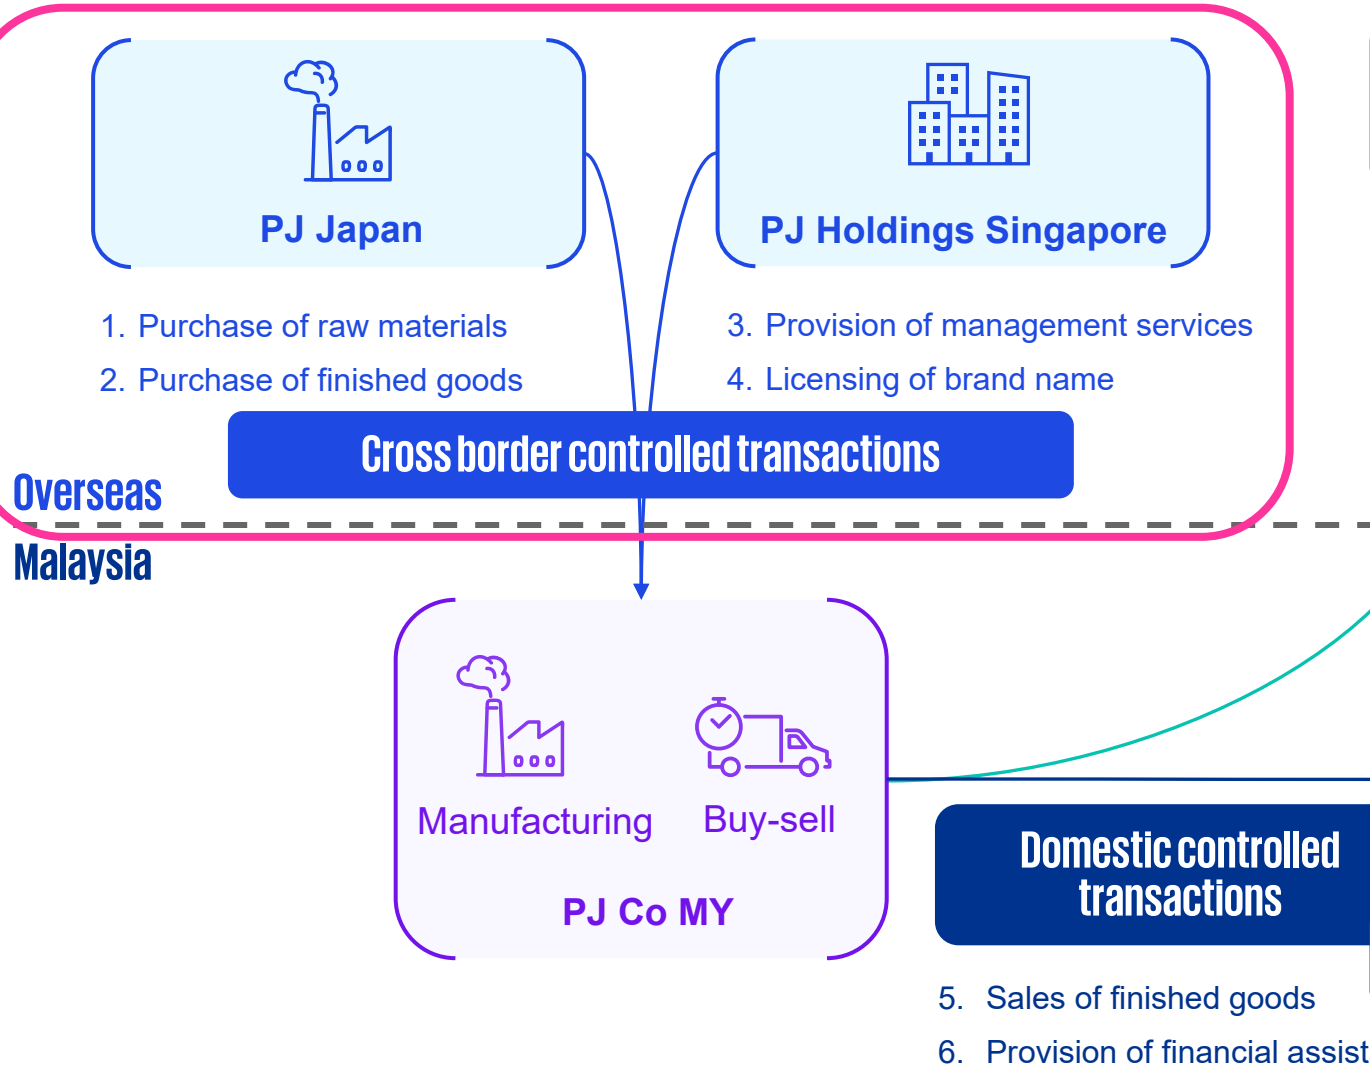 PJ Japan
PJ Holdings Singapore
1. Purchase of raw materials
2. Purchase of finished goods
3. Provision of management services
4. Licensing of brand name
Cross border controlled transactions
Overseas
Malaysia
Manufacturing
Buy-sell
PJ Co MY
Domestic controlled
transactions
5. Sales of finished goods
6. Provision of financial assist